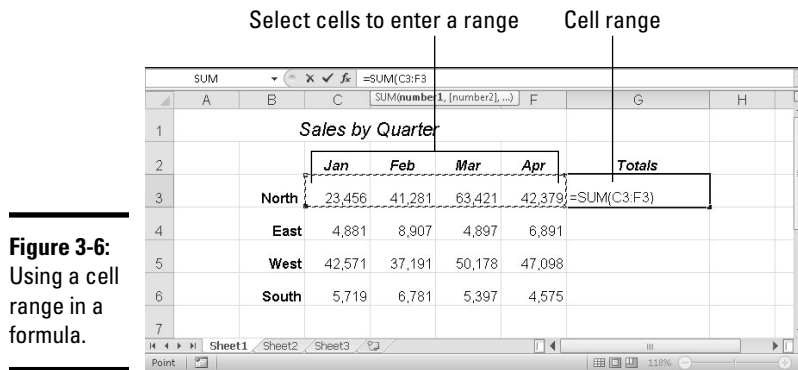 Select cells to enter a range Cell range
SUM fx =SUM(C3:F3
SUM(number1, [number2], ...)
A B C F G H
1 Sales by Quarter
2 Jan Feb Mar Apr Totals
3 North 23,456 41,281 63,421 42,379 =SUM(C3:F3)
4 East 4,881 8,907 4,897 6,891
5 West 42,571 37,191 50,178 47,098
6 South 5,719 6,781 5,397 4,575
7
Sheet1 Sheet2 Sheet3
Point 118%
Figure 3-6:
Using a cell
range in a
formula.